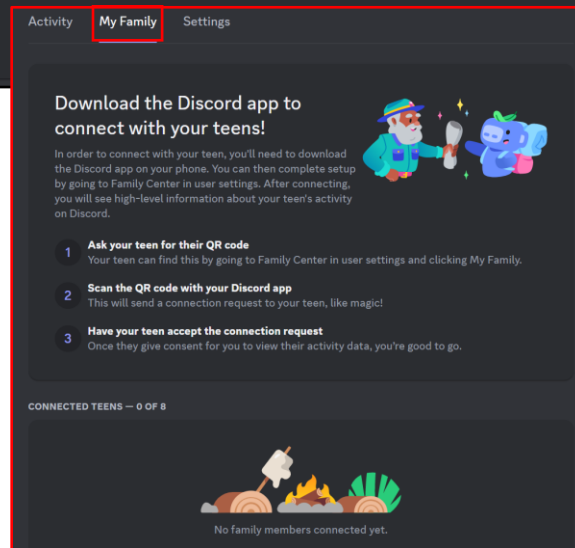 Activity My Family Settings
Download the Discord app to
connect with your teens!
In order to connect with your teen, you'll need to download
the Discord app on your phone. You can then complete setup
by going to Family Center in user settings. After connecting,
you will see high-level information about your teen's activity
on Discord.
1 Ask your teen for their QR code
Your teen can find this by going to Family Center in user settings and clicking My Family.
2 Scan the QR code with your Discord app
This will send a connection request to your teen, like magic!
3 Have your teen accept the connection request
Once they give consent for you to view their activity data, you're good to go.
CONNECTED TEENS — 0 OF 8
No family members connected yet.